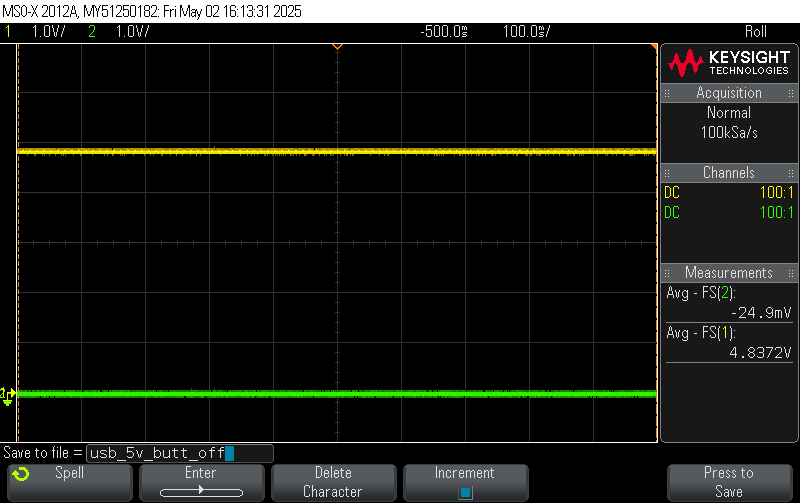 MSO-X 2012A, MY51250182: Fri May 02 16:13:31 2025
1 1.0V/ 2 1.0V/ -500.0ms 100.0ms/ Roll
KEYSIGHT
TECHNOLOGIES
Acquisition
Normal
100kSa/s
Channels
DC 100:1
DC 100:1
Measurements
Avg - FS(2):
-24.9mV
Avg - FS(1):
4.8372V
Save to file = usb_5v_butt_off
Spell
Enter
Delete
Character
Increment
Press to
Save